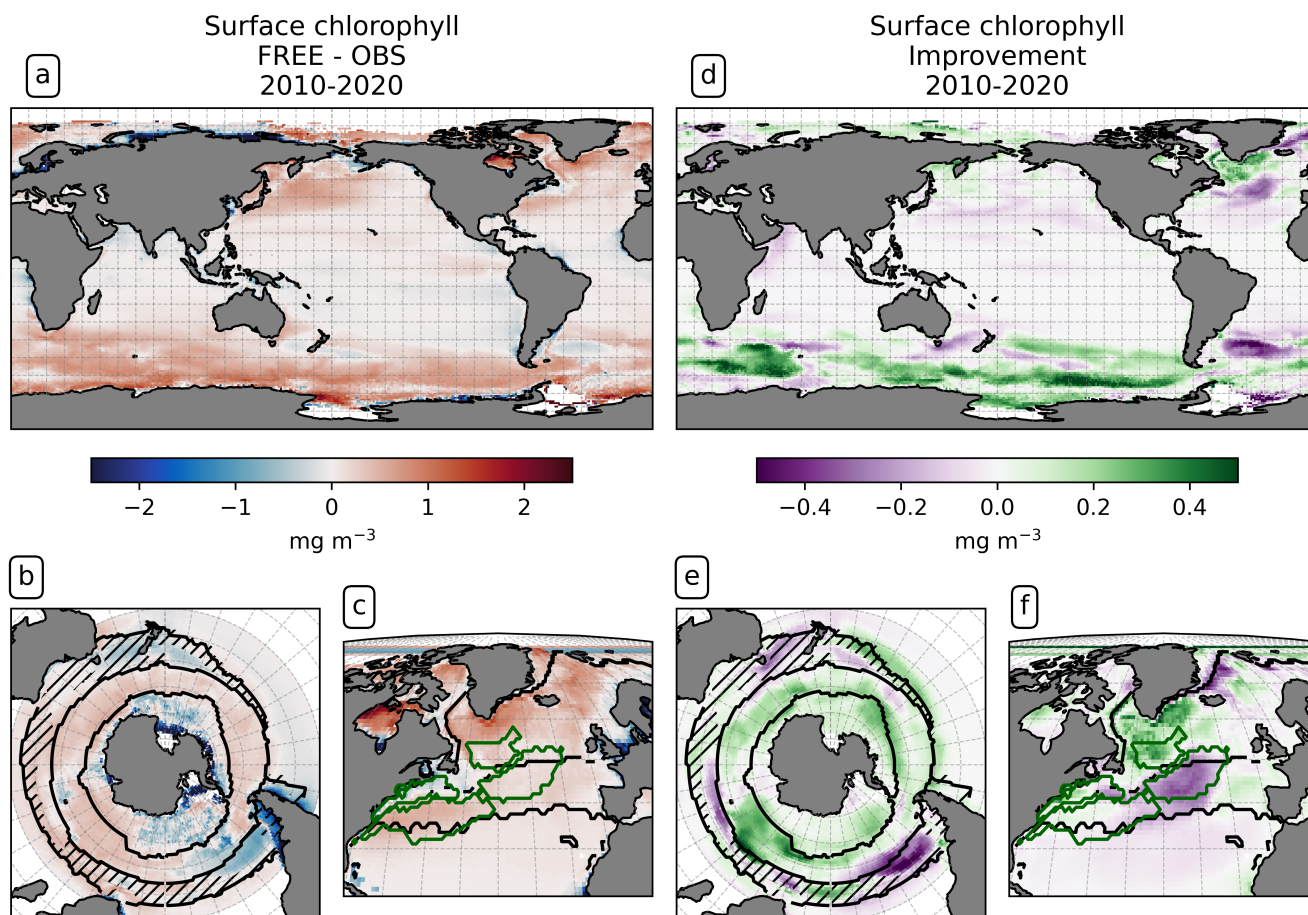 Surface chlorophyll
FREE - OBS
2010-2020
a
Surface chlorophyll
Improvement
2010-2020
d
−2 −1 0 1 2
mg m⁻³
−0.4 −0.2 0.0 0.2 0.4
mg m⁻³
b
c
e
f